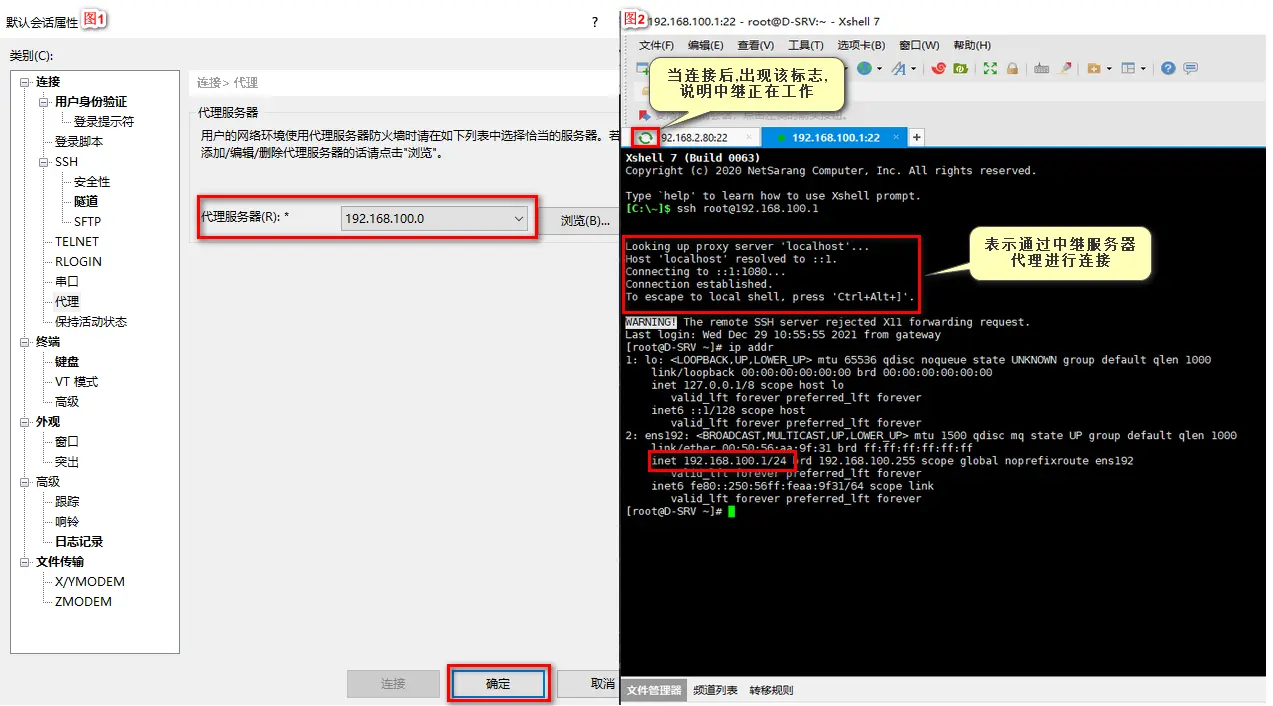 默认会话属性
图1
?
类别(C):
连接
用户身份验证
登录提示符
登录脚本
SSH
安全性
隧道
SFTP
TELNET
RLOGIN
串口
代理
保持活动状态
终端
键盘
VT 模式
高级
外观
窗口
突出
高级
跟踪
响铃
日志记录
文件传输
X/YMODEM
ZMODEM
连接> 代理
代理服务器
用户的网络环境使用代理服务器防火墙时请在如下列表中选择恰当的服务器。若
添加/编辑/删除代理服务器的话请点击"浏览"。
代理服务器(R): *
192.168.100.0
浏览(B)...
连接
确定
取消
图2
192.168.100.1:22 - root@D-SRV:~ - Xshell 7
文件(F) 编辑(E) 查看(V) 工具(T) 选项卡(B) 窗口(W) 帮助(H)
当连接后,出现该标志,
说明中继正在工作
92.168.2.80:22
192.168.100.1:22
Xshell 7 (Build 0063)
Copyright (c) 2020 NetSarang Computer, Inc. All rights reserved.
Type `help' to learn how to use Xshell prompt.
[C:\~]$ ssh root@192.168.100.1
Looking up proxy server 'localhost'...
Host 'localhost' resolved to ::1.
Connecting to ::1:1080...
Connection established.
To escape to local shell, press 'Ctrl+Alt+]'.
表示通过中继服务器
代理进行连接
WARNING! The remote SSH server rejected X11 forwarding request.
Last login: Wed Dec 29 10:55:55 2021 from gateway
[root@D-SRV ~]# ip addr
1: lo: <LOOPBACK,UP,LOWER_UP> mtu 65536 qdisc noqueue state UNKNOWN group default qlen 1000
link/loopback 00:00:00:00:00:00 brd 00:00:00:00:00:00
inet 127.0.0.1/8 scope host lo
valid_lft forever preferred_lft forever
inet6 ::1/128 scope host
valid_lft forever preferred_lft forever
2: ens192: <BROADCAST,MULTICAST,UP,LOWER_UP> mtu 1500 qdisc mq state UP group default qlen 1000
link/ether 00:50:56:aa:9f:31 brd ff:ff:ff:ff:ff:ff
inet 192.168.100.1/24 brd 192.168.100.255 scope global noprefixroute ens192
valid_lft forever preferred_lft forever
inet6 fe80::250:56ff:feaa:9f31/64 scope link
valid_lft forever preferred_lft forever
[root@D-SRV ~]#
文件管理器 频道列表 转移规则